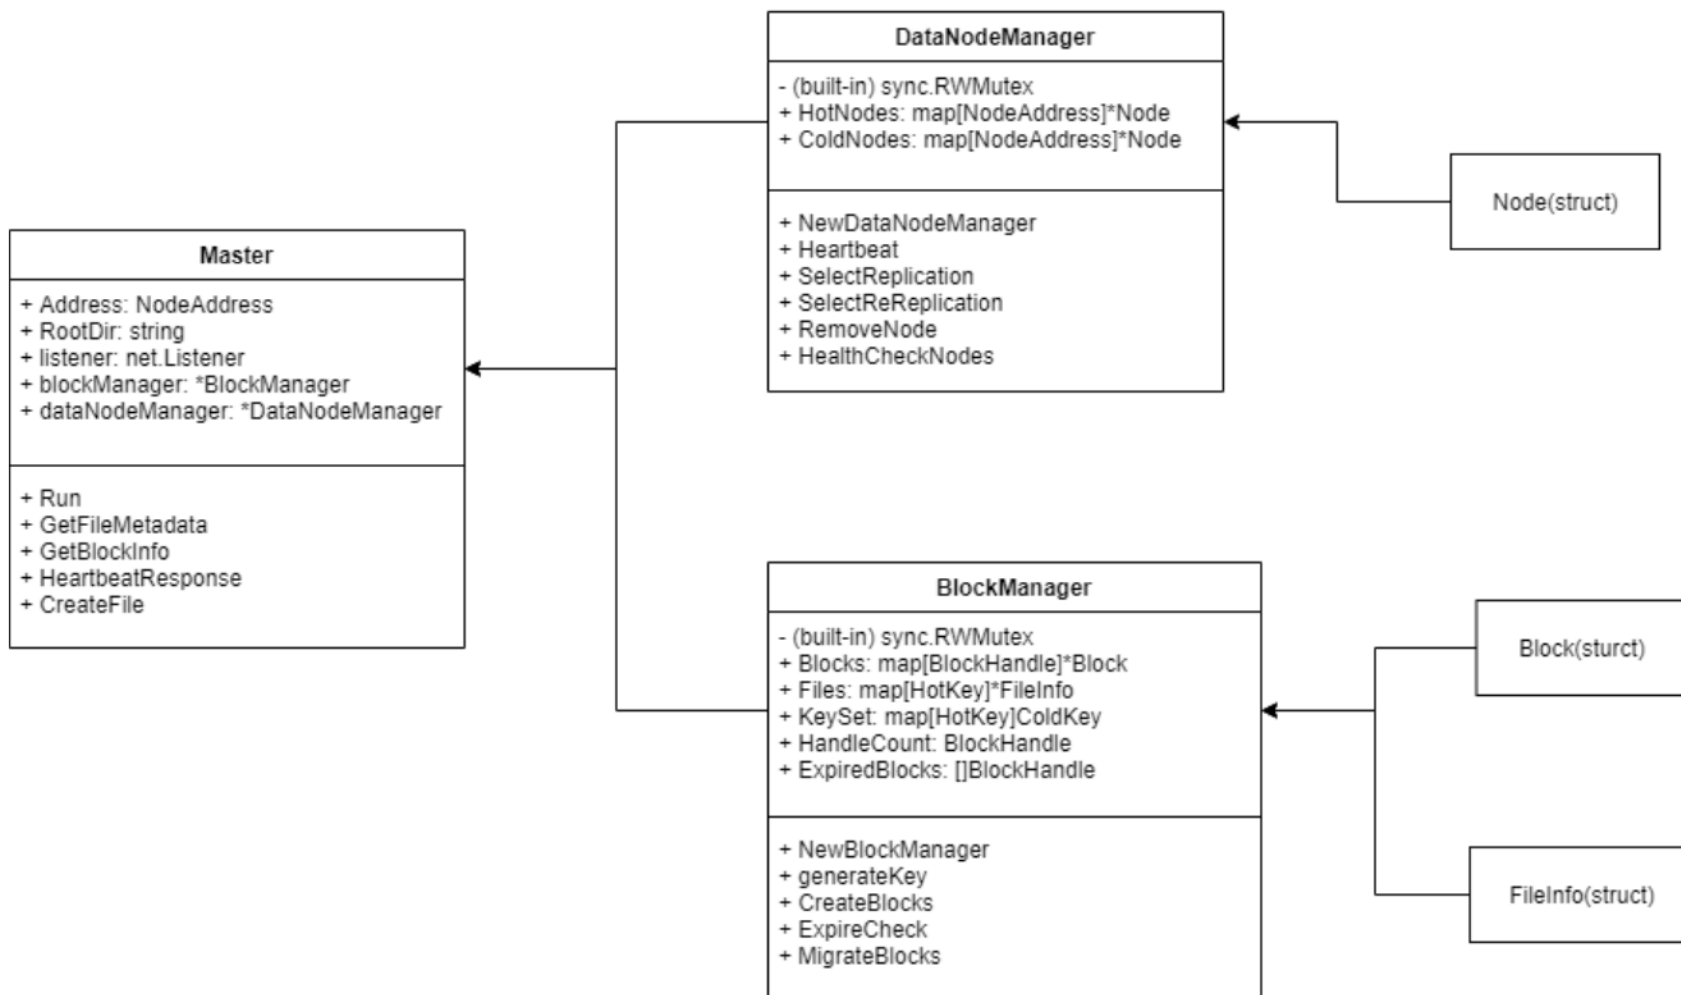 DataNodeManager
- (built-in) sync.RWMutex
+ HotNodes: map[NodeAddress]*Node
+ ColdNodes: map[NodeAddress]*Node
+ NewDataNodeManager
+ Heartbeat
+ SelectReplication
+ SelectReReplication
+ RemoveNode
+ HealthCheckNodes
Node(struct)
Master
+ Address: NodeAddress
+ RootDir: string
+ listener: net.Listener
+ blockManager: *BlockManager
+ dataNodeManager: *DataNodeManager
+ Run
+ GetFileMetadata
+ GetBlockInfo
+ HeartbeatResponse
+ CreateFile
BlockManager
- (built-in) sync.RWMutex
+ Blocks: map[BlockHandle]*Block
+ Files: map[HotKey]*FileInfo
+ KeySet: map[HotKey]ColdKey
+ HandleCount: BlockHandle
+ ExpiredBlocks: []BlockHandle
+ NewBlockManager
+ generateKey
+ CreateBlocks
+ ExpireCheck
+ MigrateBlocks
Block(sturct)
FileInfo(struct)